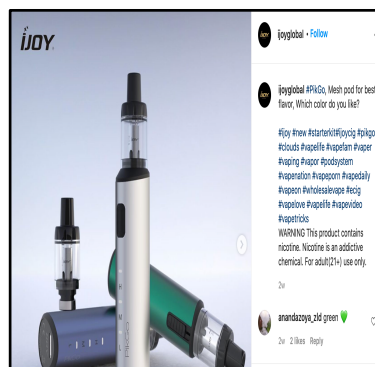 iJOY
ijoyglobal • Follow
ijoyglobal #PikGo, Mesh pod for best
flavor, Which color do you like?
#ijoy #new #starterkit#ijoycig #pikgo
#clouds #vapelife #vapefam #vaper
#vaping #vapor #podsystem
#vapenation #vapeporn #vapedaily
#vapeon #wholesalevape #ecig
#vapelove #vapelife #vapevideo
#vapetricks
WARNING This product contains
nicotine. Nicotine is an addictive
chemical. For adult(21+) use only.
2w
anandazoya_zld green 💚
2w 2 likes Reply
PIKGO